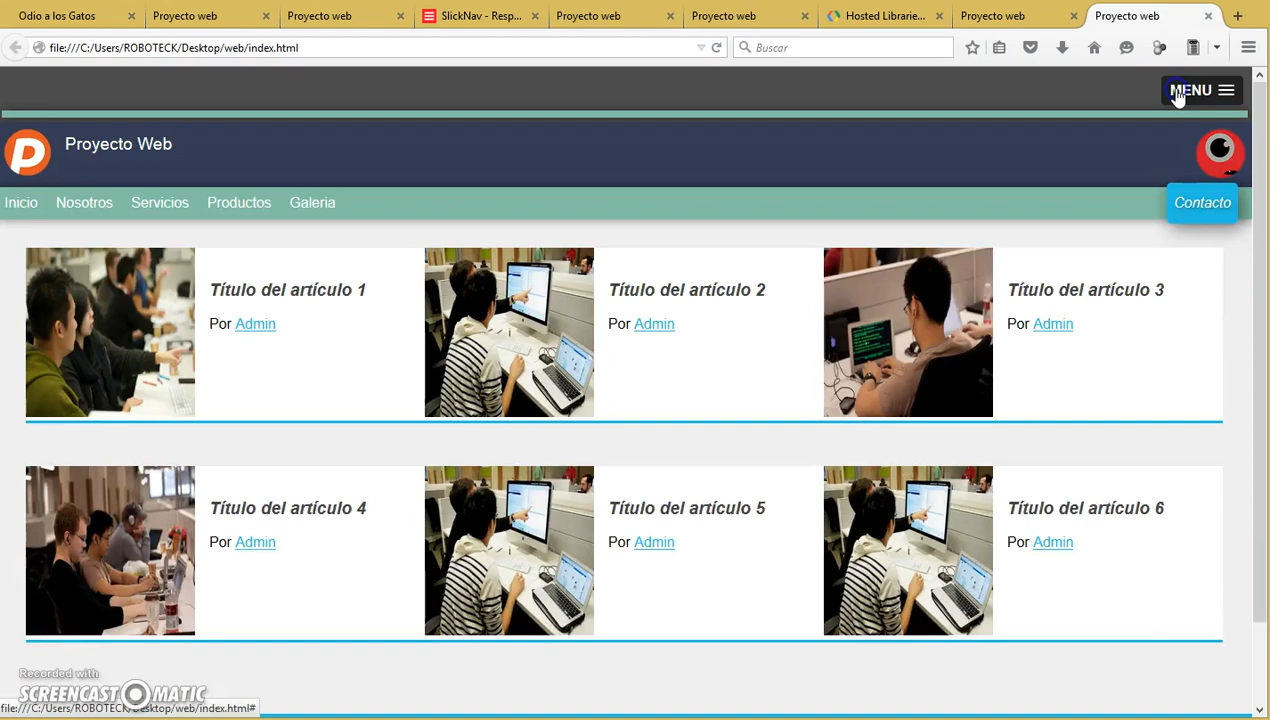 Odio a los Gatos
Proyecto web
Proyecto web
SlickNav - Resp...
Proyecto web
Proyecto web
Hosted Librarie...
Proyecto web
Proyecto web
file:///C:/Users/ROBOTECK/Desktop/web/index.html
Buscar
MENU
Proyecto Web
Inicio Nosotros Servicios Productos Galeria
Contacto
Título del artículo 1
Por Admin
Título del artículo 2
Por Admin
Título del artículo 3
Por Admin
Título del artículo 4
Por Admin
Título del artículo 5
Por Admin
Título del artículo 6
Por Admin
Recorded with
SCREENCAST MATIC
file:///C:/Users/ROBOTECK/Desktop/web/index.html#